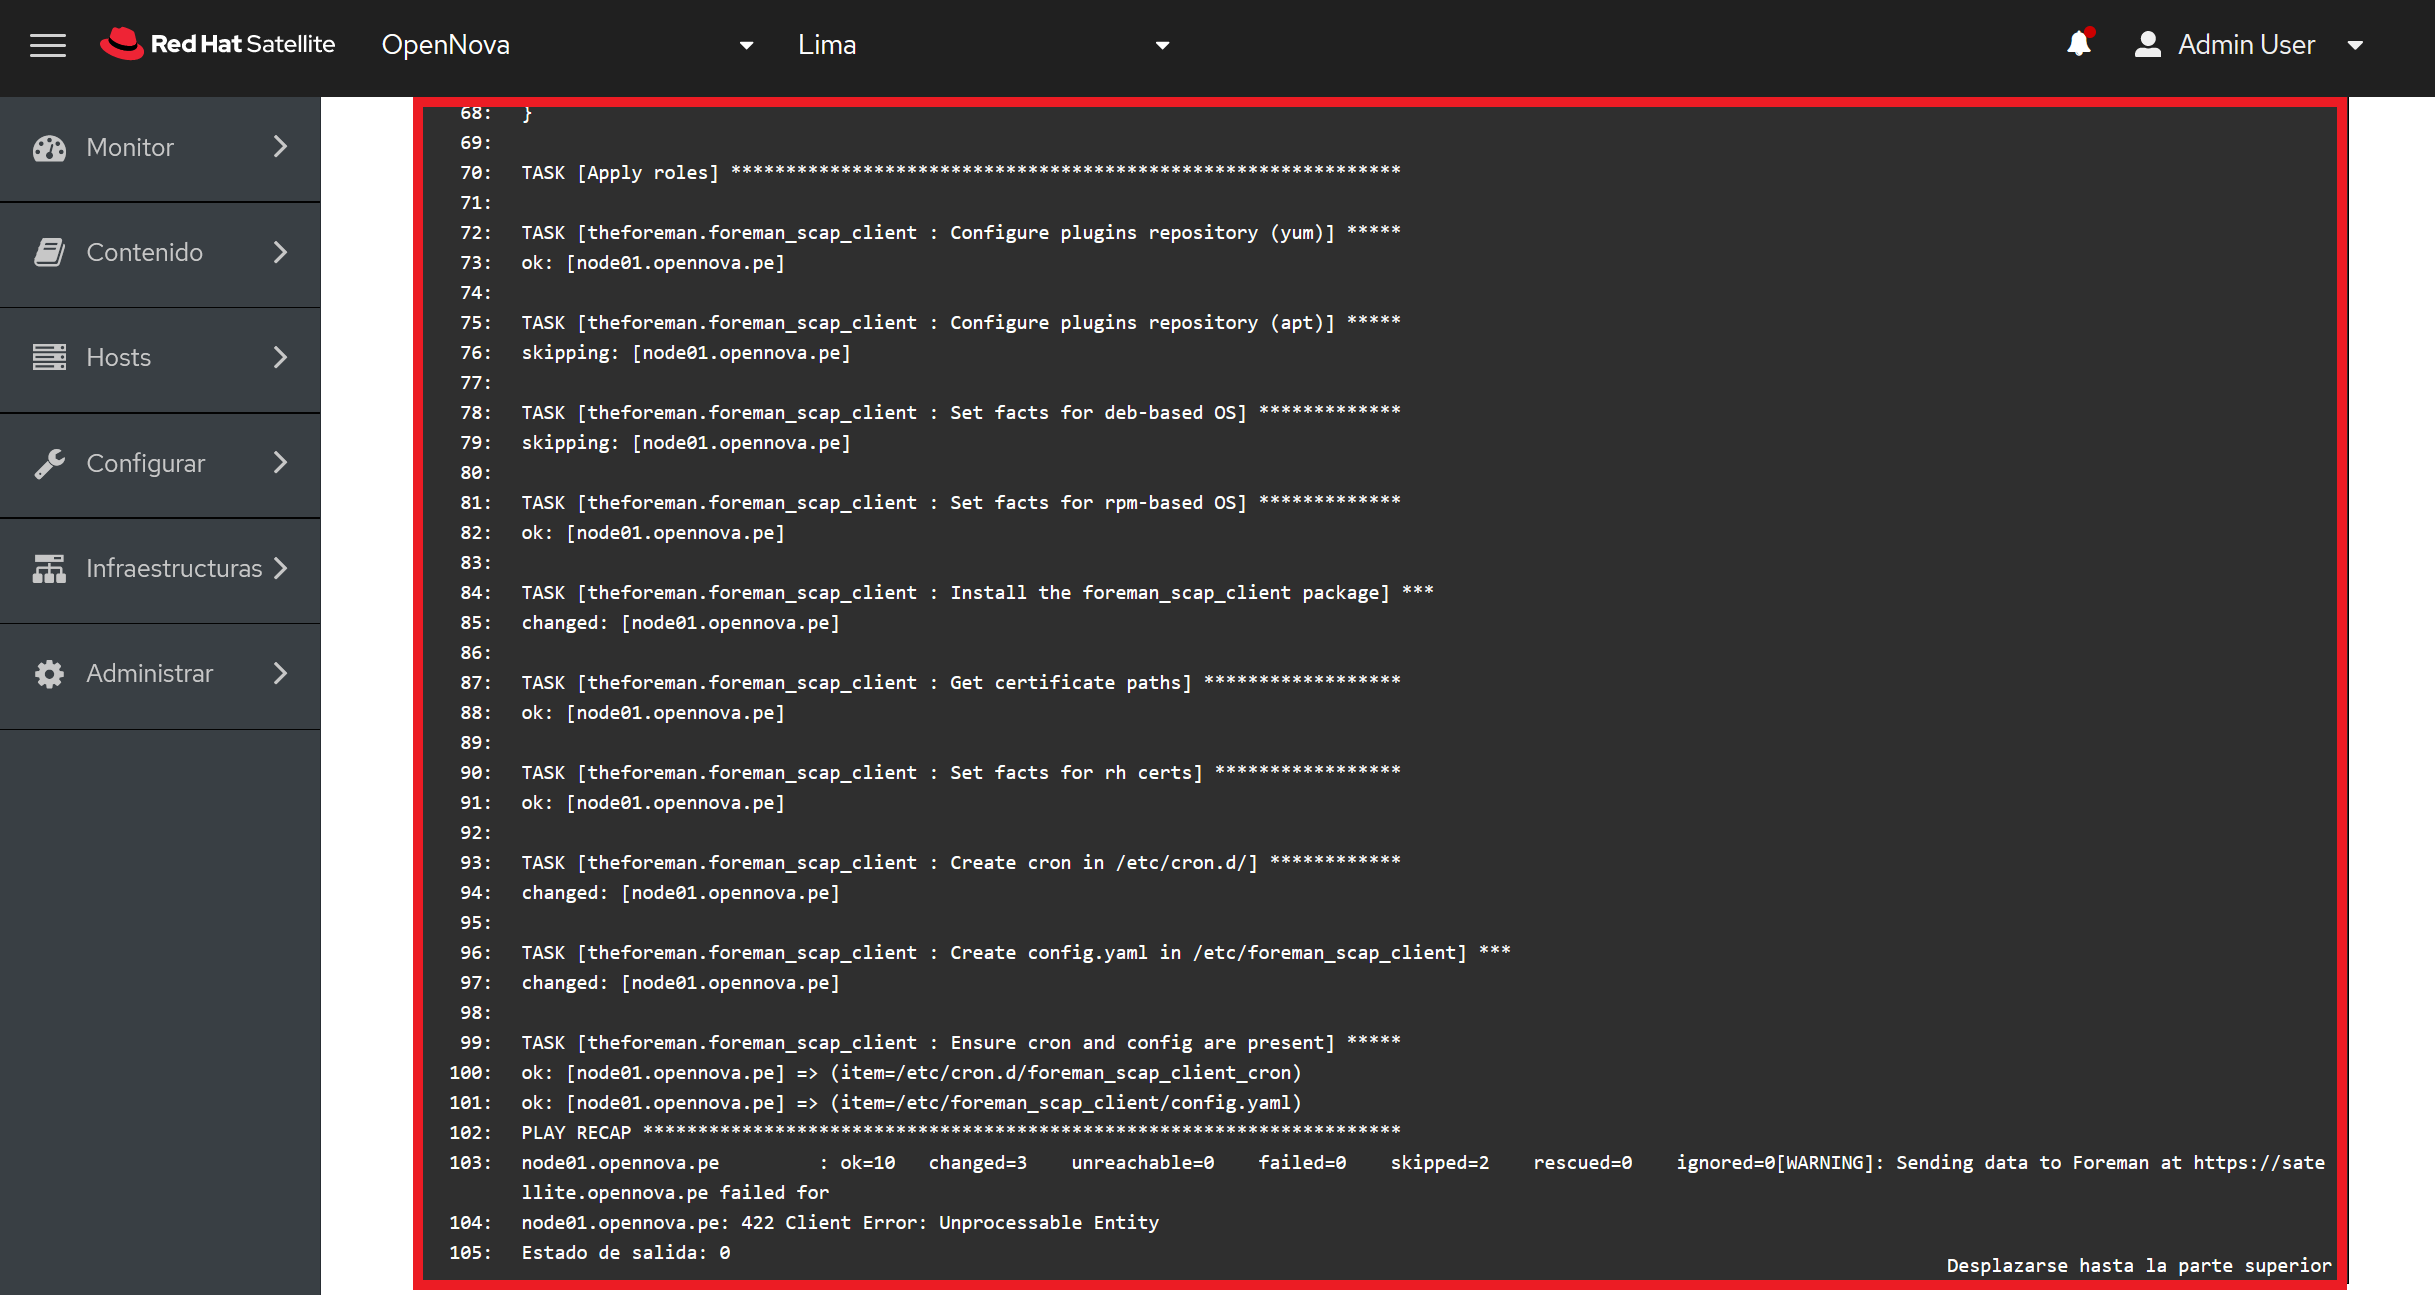 Red Hat Satellite OpenNova Lima Admin User
Monitor
Contenido
Hosts
Configurar
Infraestructuras
Administrar
68: }
69:
70: TASK [Apply roles] *************************************************************
71:
72: TASK [theforeman.foreman_scap_client : Configure plugins repository (yum)] *****
73: ok: [node01.opennova.pe]
74:
75: TASK [theforeman.foreman_scap_client : Configure plugins repository (apt)] *****
76: skipping: [node01.opennova.pe]
77:
78: TASK [theforeman.foreman_scap_client : Set facts for deb-based OS] *************
79: skipping: [node01.opennova.pe]
80:
81: TASK [theforeman.foreman_scap_client : Set facts for rpm-based OS] *************
82: ok: [node01.opennova.pe]
83:
84: TASK [theforeman.foreman_scap_client : Install the foreman_scap_client package] ***
85: changed: [node01.opennova.pe]
86:
87: TASK [theforeman.foreman_scap_client : Get certificate paths] ******************
88: ok: [node01.opennova.pe]
89:
90: TASK [theforeman.foreman_scap_client : Set facts for rh certs] *****************
91: ok: [node01.opennova.pe]
92:
93: TASK [theforeman.foreman_scap_client : Create cron in /etc/cron.d/] ************
94: changed: [node01.opennova.pe]
95:
96: TASK [theforeman.foreman_scap_client : Create config.yaml in /etc/foreman_scap_client] ***
97: changed: [node01.opennova.pe]
98:
99: TASK [theforeman.foreman_scap_client : Ensure cron and config are present] *****
100: ok: [node01.opennova.pe] => (item=/etc/cron.d/foreman_scap_client_cron)
101: ok: [node01.opennova.pe] => (item=/etc/foreman_scap_client/config.yaml)
102: PLAY RECAP *********************************************************************
103: node01.opennova.pe : ok=10 changed=3 unreachable=0 failed=0 skipped=2 rescued=0 ignored=0[WARNING]: Sending data to Foreman at https://sate
llite.opennova.pe failed for
104: node01.opennova.pe: 422 Client Error: Unprocessable Entity
105: Estado de salida: 0
Desplazarse hasta la parte superior